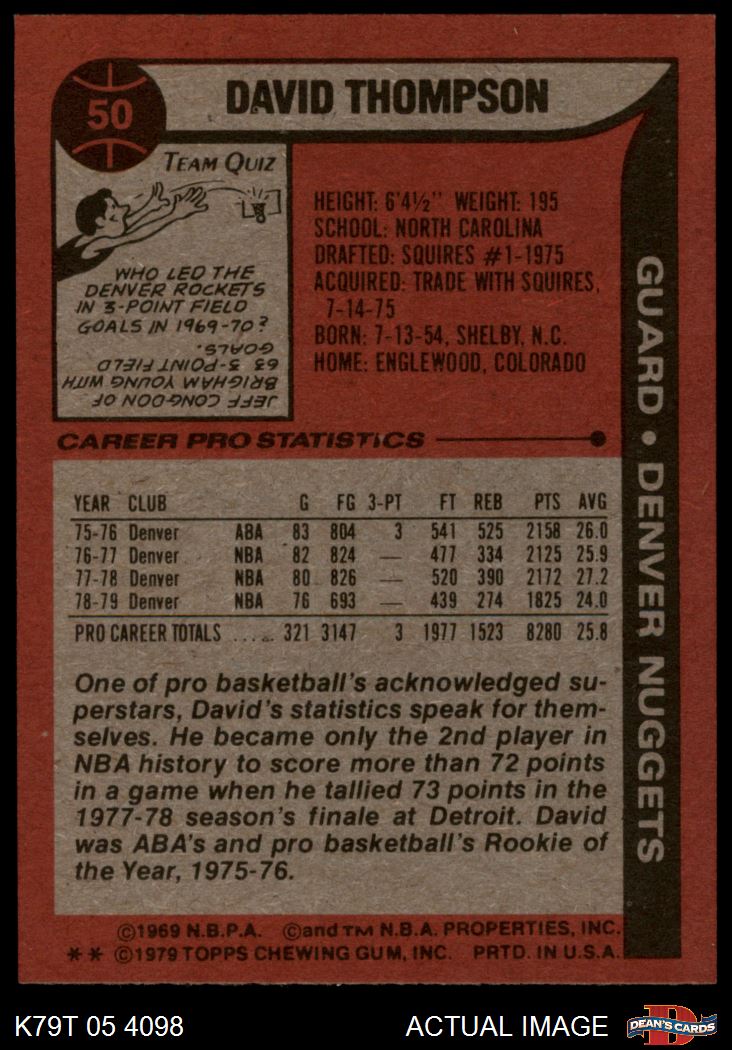 50
DAVID THOMPSON
TEAM QUIZ
WHO LED THE
DENVER ROCKETS
IN 3-POINT FIELD
GOALS IN 1969-70?
JEFF CONGDON OF
BRIGHAM YOUNG WITH
63 3-POINT FIELD
GOALS.
HEIGHT: 6'4½" WEIGHT: 195
SCHOOL: NORTH CAROLINA
DRAFTED: SQUIRES #1-1975
ACQUIRED: TRADE WITH SQUIRES,
7-14-75
BORN: 7-13-54, SHELBY, N.C.
HOME: ENGLEWOOD, COLORADO
GUARD • DENVER NUGGETS
CAREER PRO STATISTICS
YEAR CLUB G FG 3-PT FT REB PTS AVG
75-76 Denver ABA 83 804 3 541 525 2158 26.0
76-77 Denver NBA 82 824 — 477 334 2125 25.9
77-78 Denver NBA 80 826 — 520 390 2172 27.2
78-79 Denver NBA 76 693 — 439 274 1825 24.0
PRO CAREER TOTALS ...... 321 3147 3 1977 1523 8280 25.8
One of pro basketball's acknowledged su-
perstars, David's statistics speak for them-
selves. He became only the 2nd player in
NBA history to score more than 72 points
in a game when he tallied 73 points in the
1977-78 season's finale at Detroit. David
was ABA's and pro basketball's Rookie of
the Year, 1975-76.
©1969 N.B.P.A. ©and TM N.B.A. PROPERTIES, INC.
** ©1979 TOPPS CHEWING GUM, INC. PRTD. IN U.S.A.
K79T 05 4098 ACTUAL IMAGE
D
DEAN'S CARDS